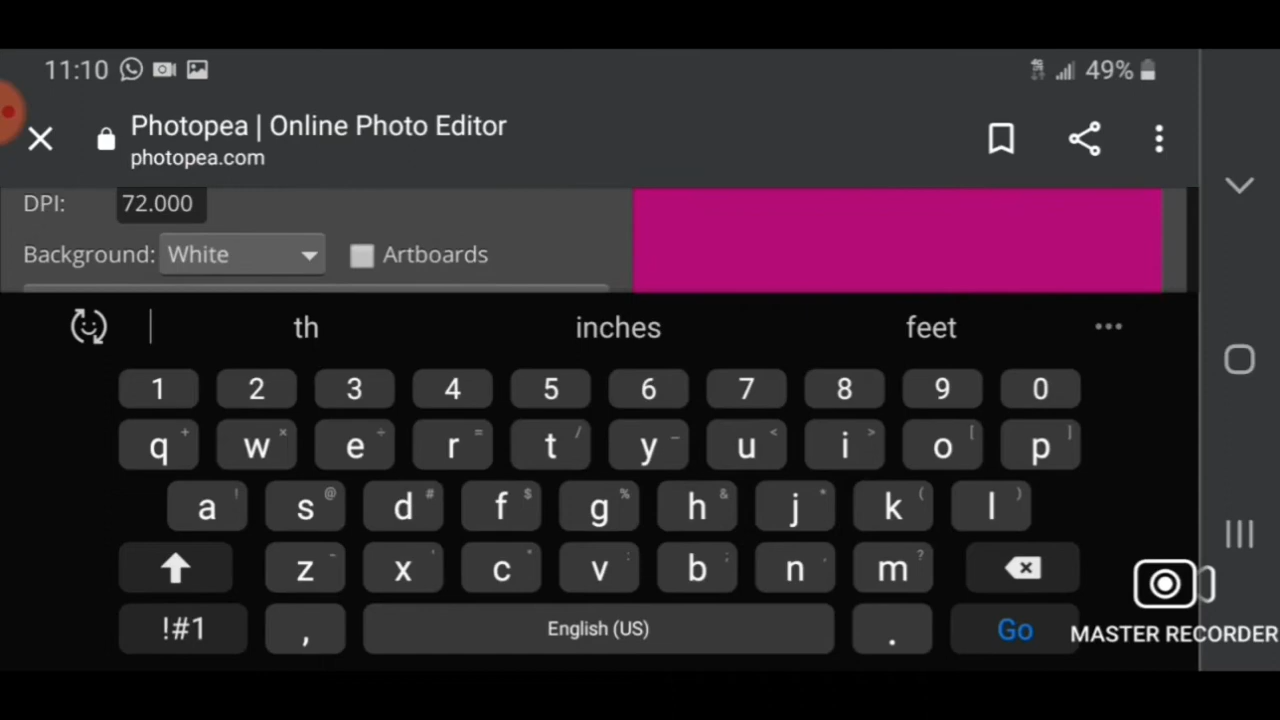 11:10 49%
Photopea | Online Photo Editor
photopea.com
DPI: 72.000
Background: White Artboards
th inches feet
1 2 3 4 5 6 7 8 9 0
q + w × e ÷ r = t / y _ u < i > o [ p ]
a ! s @ d # f $ g % h & j * k ( l )
z - x ' c " v : b ; n , m ?
!#1 , English (US) . Go
MASTER RECORDER